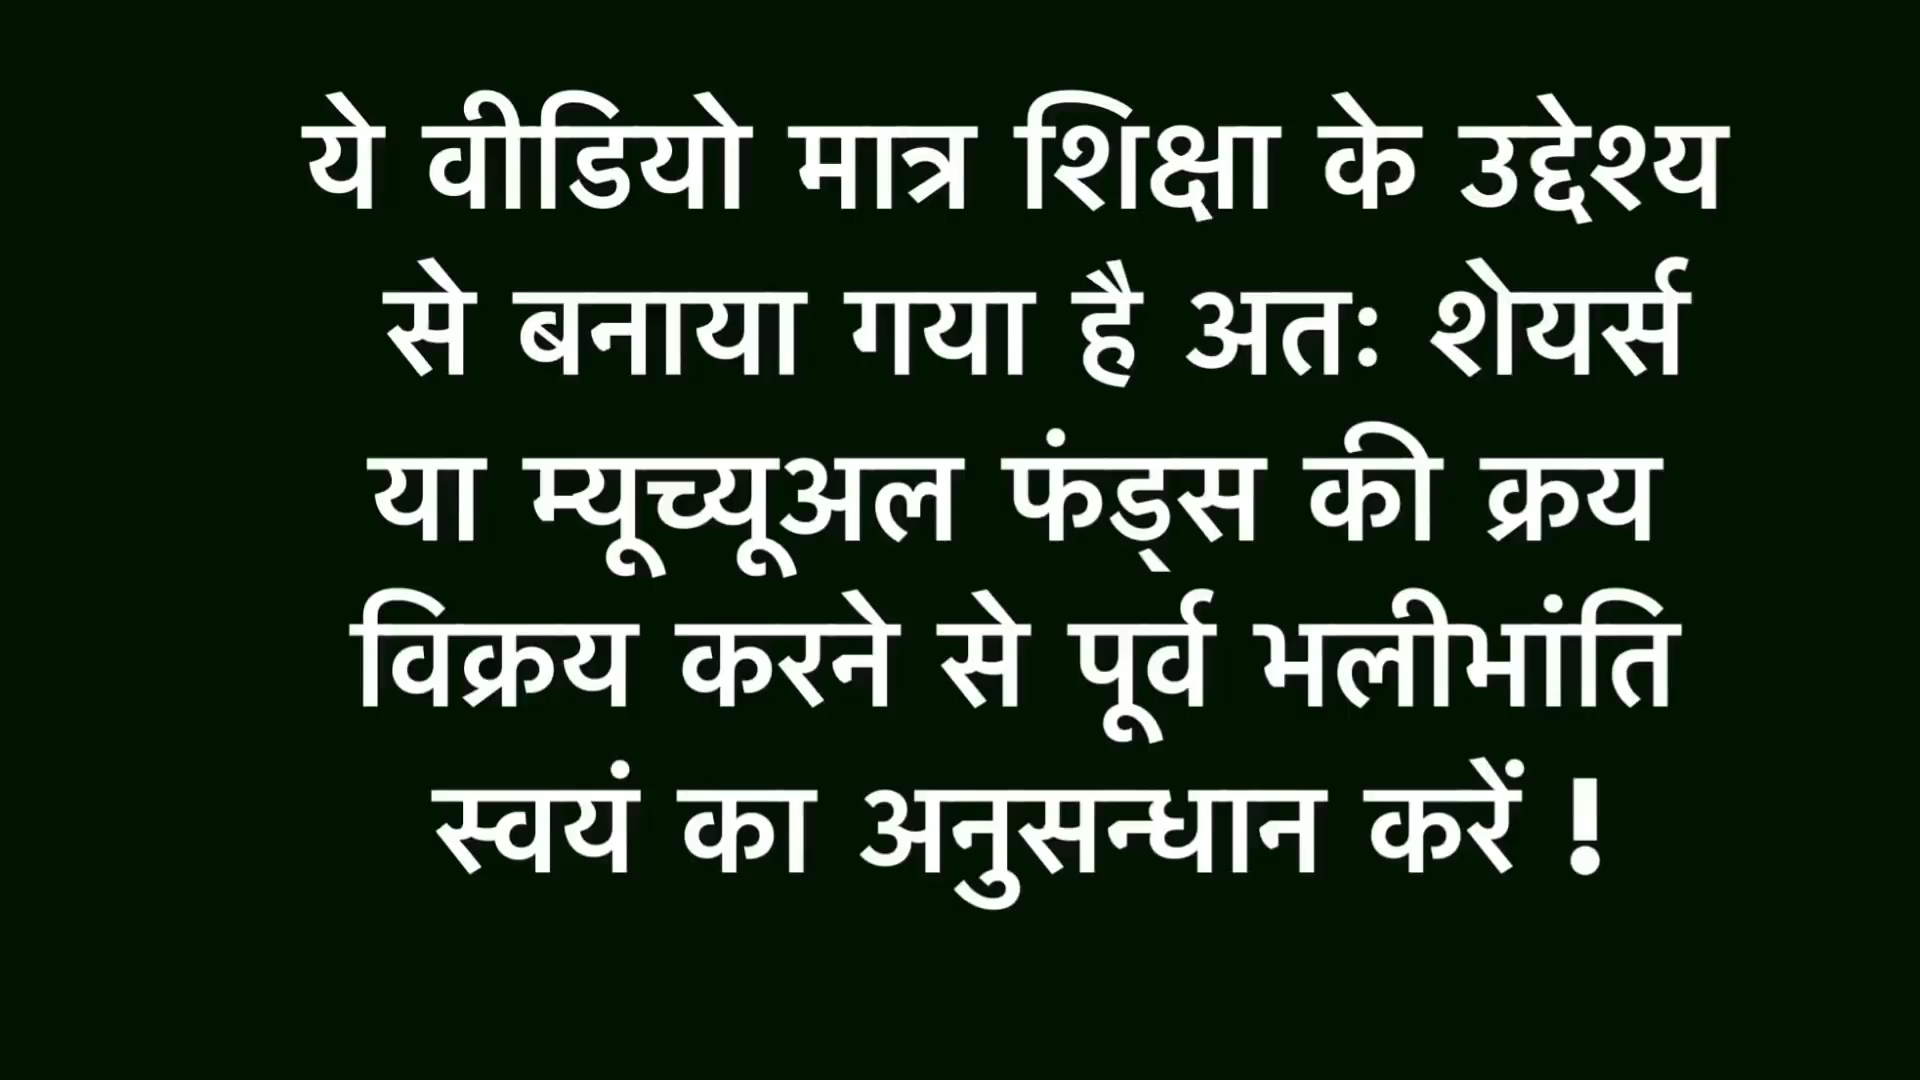 ये वीडियो मात्र शिक्षा के उद्देश्य
से बनाया गया है अतः शेयर्स
या म्यूच्यूअल फंड्स की क्रय
विक्रय करने से पूर्व भलीभांति
स्वयं का अनुसन्धान करें !